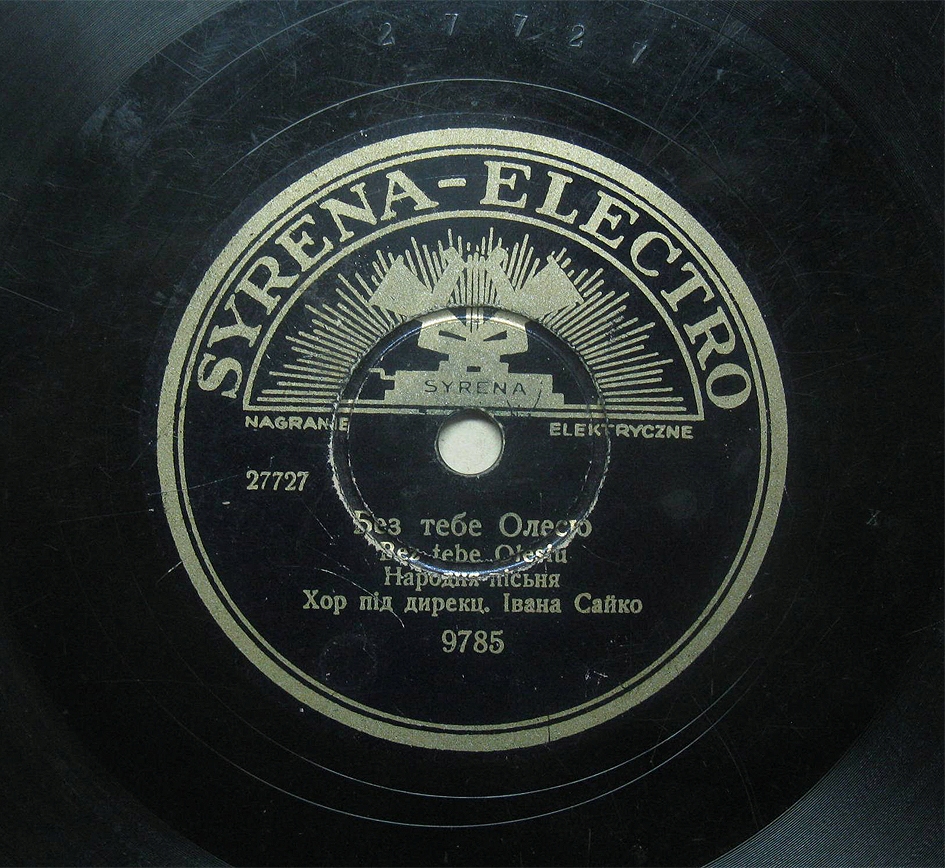 27727
SYRENA-ELECTRO
SYRENA
NAGRANIE ELEKTRYCZNE
27727
Без тебе Олесю
Bez tebe Olesiu
Народня пісьня
Хор під дирекц. Івана Сайко
9785